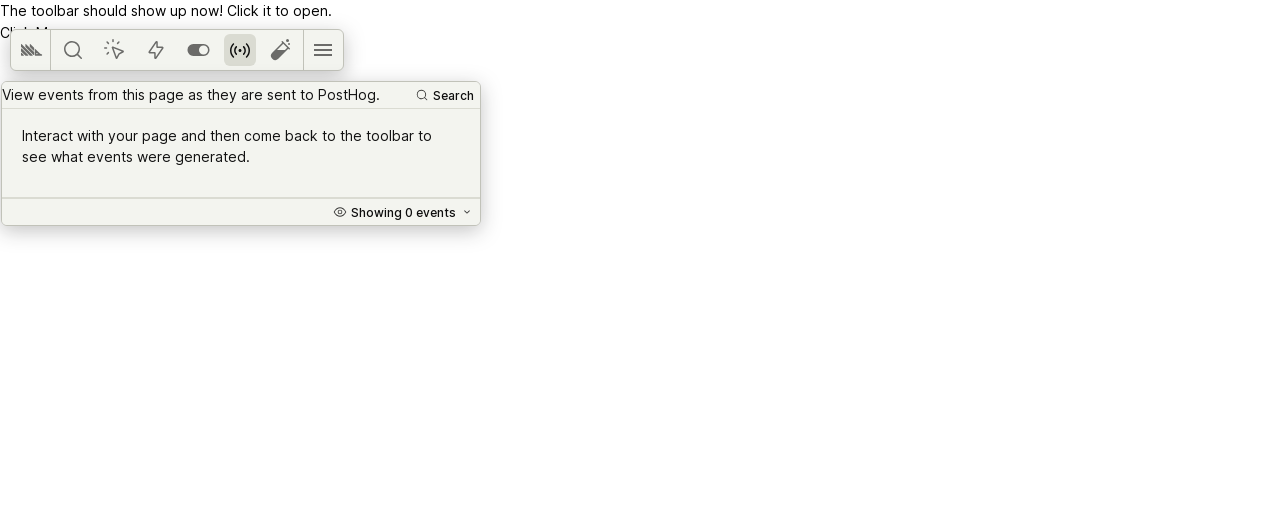 The toolbar should show up now! Click it to open.
View events from this page as they are sent to PostHog.
Search
Interact with your page and then come back to the toolbar to
see what events were generated.
Showing 0 events